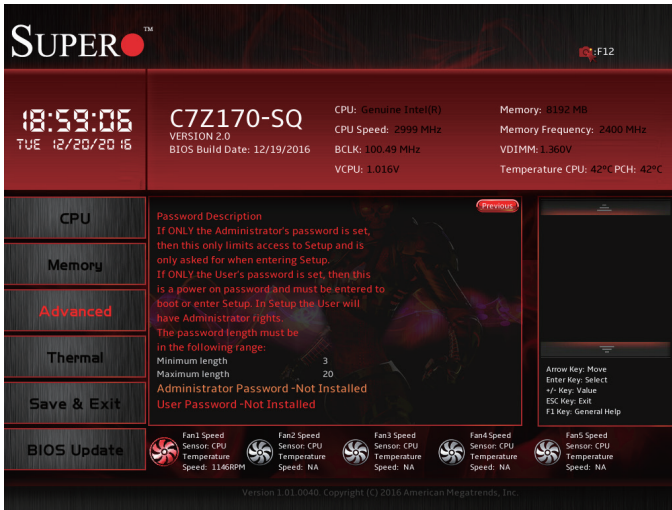 SUPER
TM
:F12
18:59:06
TUE 12/20/2016
C7Z170-SQ
VERSION 2.0
BIOS Build Date: 12/19/2016
CPU: Genuine Intel(R)
CPU Speed: 2999 MHz
BCLK: 100.49 MHz
VCPU: 1.016V
Memory: 8192 MB
Memory Frequency: 2400 MHz
VDIMM: 1.360V
Temperature CPU: 42°C PCH: 42°C
CPU
Memory
Advanced
Thermal
Save & Exit
BIOS Update
Previous
Password Description
If ONLY the Administrator's password is set,
then this only limits access to Setup and is
only asked for when entering Setup.
If ONLY the User's password is set, then this
is a power on password and must be entered to
boot or enter Setup. In Setup the User will
have Administrator rights.
The password length must be
in the following range:
Minimum length 3
Maximum length 20
Administrator Password -Not Installed
User Password -Not Installed
Arrow Key: Move
Enter Key: Select
+/- Key: Value
ESC Key: Exit
F1 Key: General Help
Fan1 Speed
Sensor: CPU
Temperature
Speed: 1146RPM
Fan2 Speed
Sensor: CPU
Temperature
Speed: NA
Fan3 Speed
Sensor: CPU
Temperature
Speed: NA
Fan4 Speed
Sensor: CPU
Temperature
Speed: NA
Fan5 Speed
Sensor: CPU
Temperature
Speed: NA
Version 1.01.0040. Copyright (C) 2016 American Megatrends, Inc.